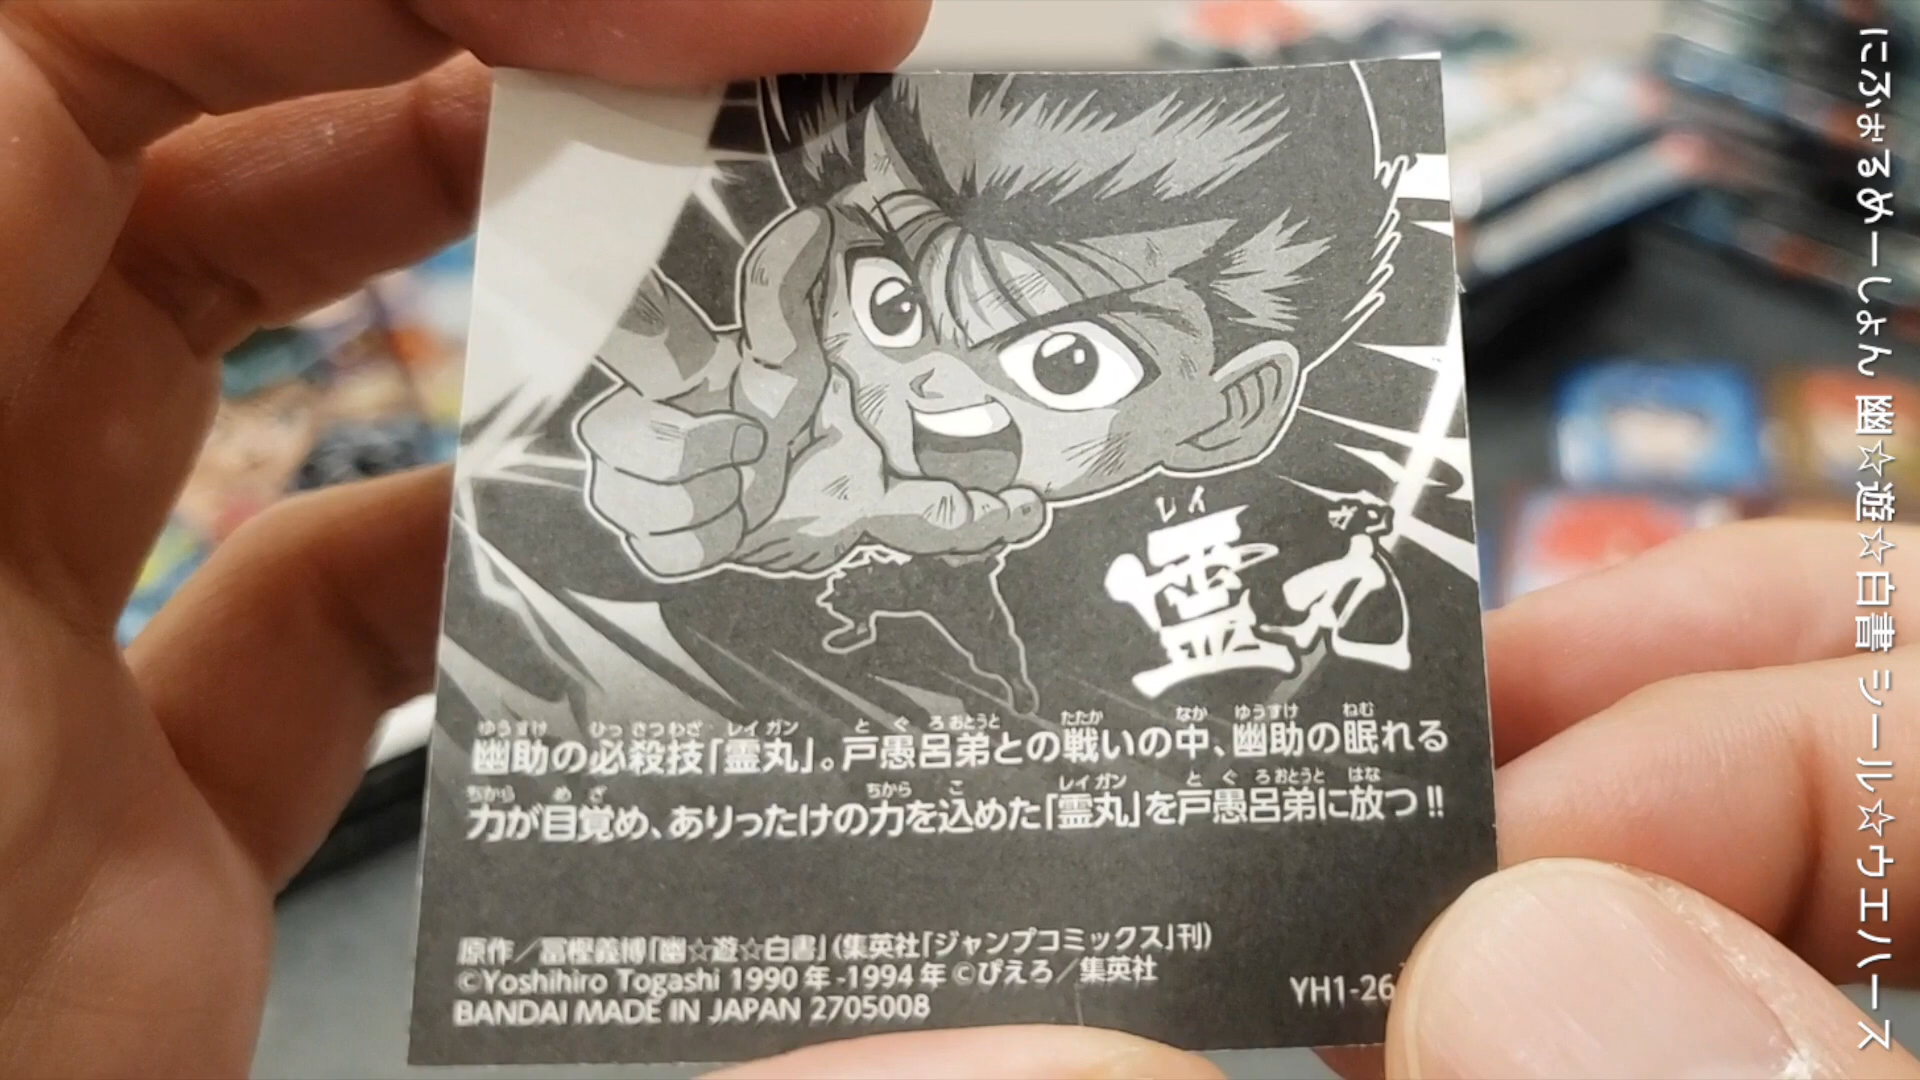 にふぉるめーしょん 幽☆遊☆白書 シール☆ウエハース
レイ ガン
霊丸
ゆうすけ ひっさつわざ レイガン とぐろおとうと たたか なか ゆうすけ ねむ
幽助の必殺技「霊丸」。戸愚呂弟との戦いの中、幽助の眠れる
ちから めざ ちから こ レイガン とぐろおとうと はな
力が目覚め、ありったけの力を込めた「霊丸」を戸愚呂弟に放つ!!
原作/冨樫義博「幽☆遊☆白書」(集英社「ジャンプコミックス」刊)
©Yoshihiro Togashi 1990年-1994年 ©ぴえろ/集英社
BANDAI MADE IN JAPAN 2705008
YH1-26